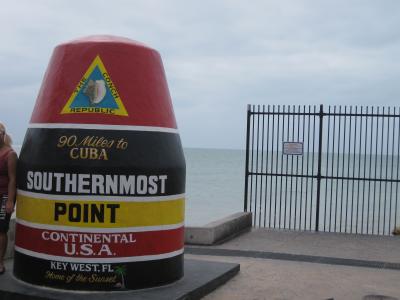 THE CONCH
REPUBLIC
90 Miles to
CUBA
SOUTHERNMOST
POINT
CONTINENTAL
U.S.A.
KEY WEST, FL
Home of the Sunset